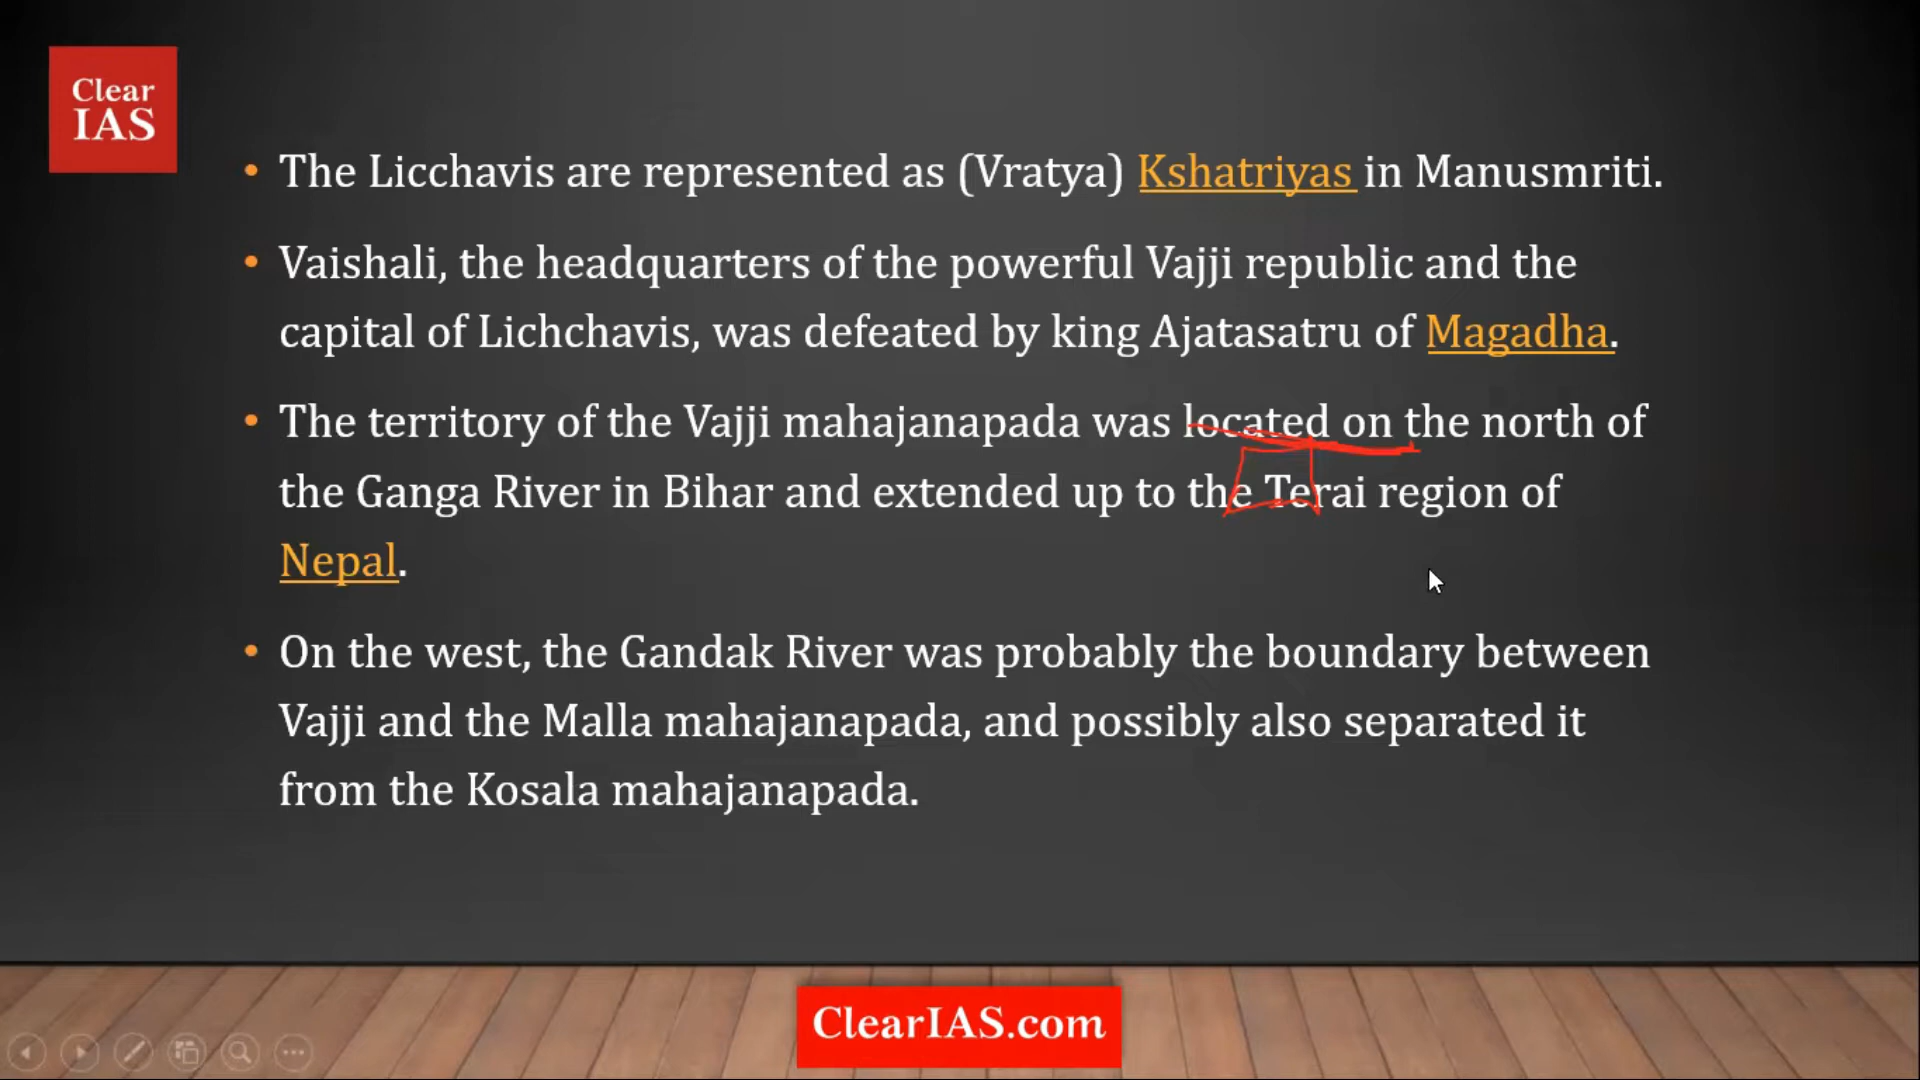 Clear
IAS
• The Licchavis are represented as (Vratya) Kshatriyas in Manusmriti.
• Vaishali, the headquarters of the powerful Vajji republic and the
capital of Lichchavis, was defeated by king Ajatasatru of Magadha.
• The territory of the Vajji mahajanapada was located on the north of
the Ganga River in Bihar and extended up to the Terai region of
Nepal.
• On the west, the Gandak River was probably the boundary between
Vajji and the Malla mahajanapada, and possibly also separated it
from the Kosala mahajanapada.
ClearIAS.com